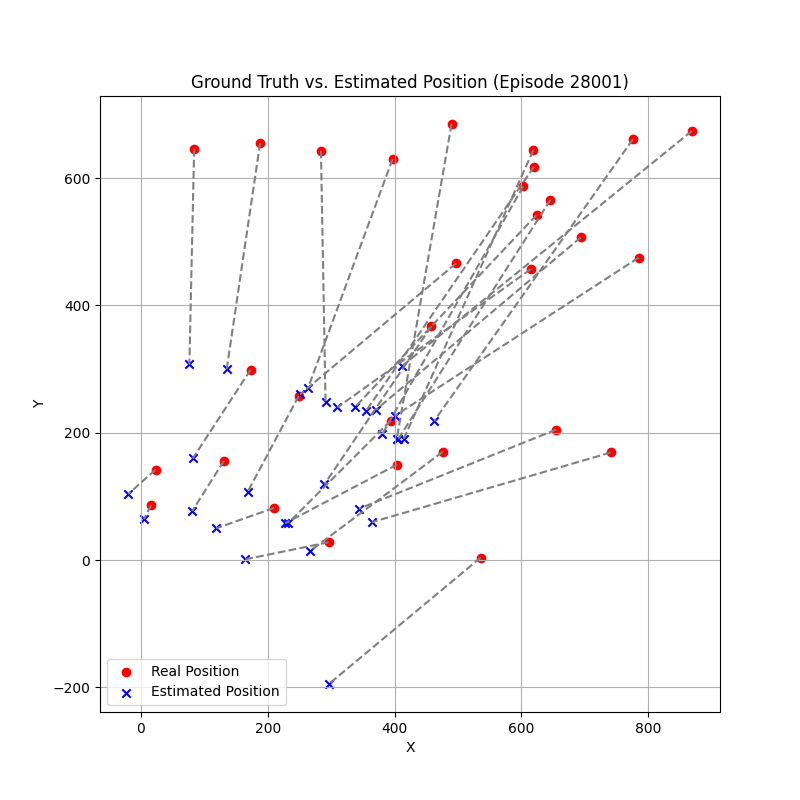 Ground Truth vs. Estimated Position (Episode 28001)
600
400
200
0
−200
Y
Real Position
Estimated Position
0 200 400 600 800
X